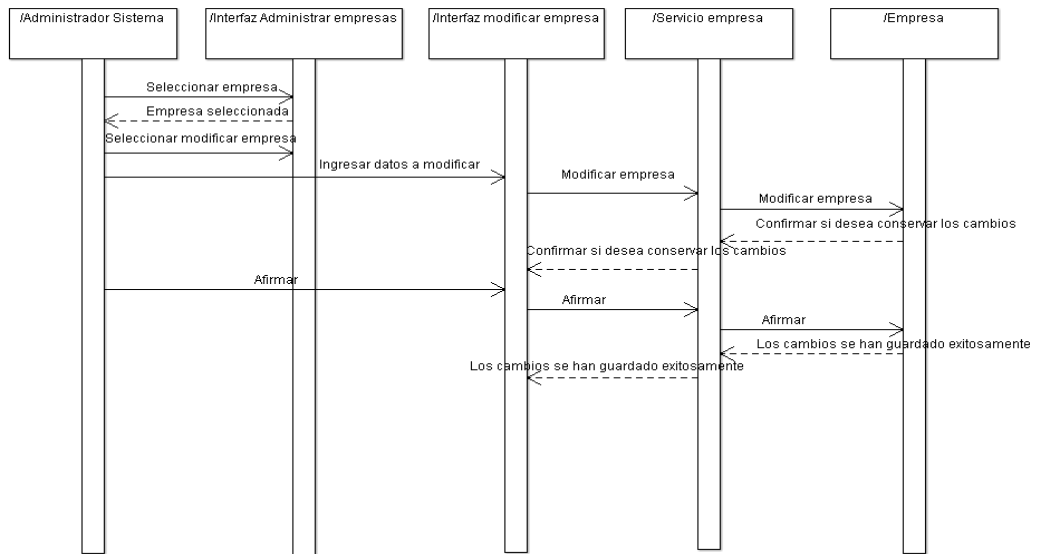 /Administrador Sistema
/Interfaz Administrar empresas
/Interfaz modificar empresa
/Servicio empresa
/Empresa
Seleccionar empresa
Empresa seleccionada
Seleccionar modificar empresa
Ingresar datos a modificar
Modificar empresa
Modificar empresa
Confirmar si desea conservar los cambios
Confirmar si desea conservar los cambios
Afirmar
Afirmar
Afirmar
Los cambios se han guardado exitosamente
Los cambios se han guardado exitosamente